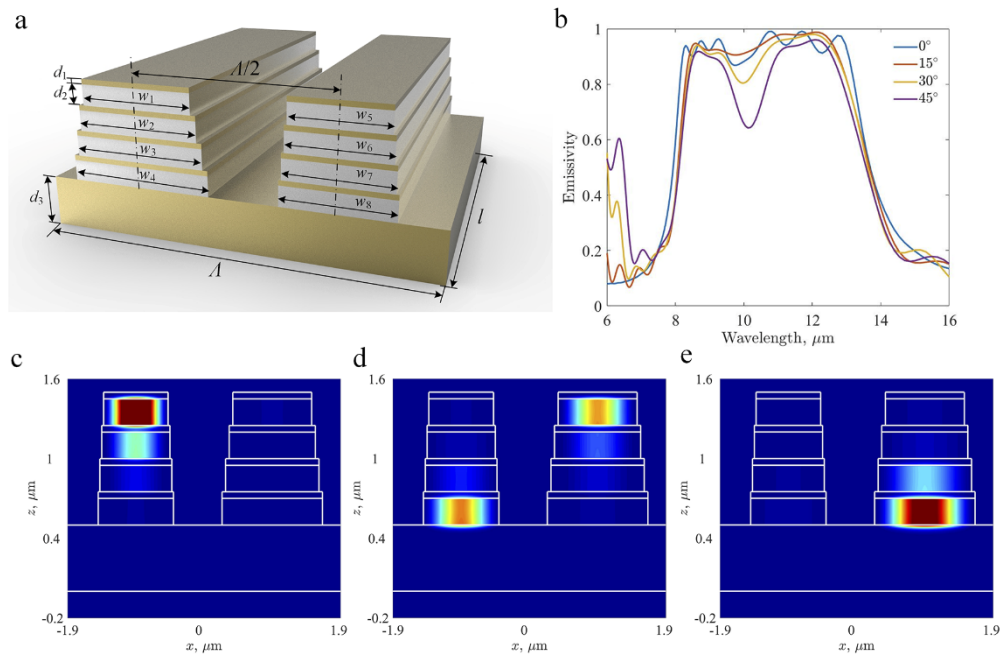 a
d₁
d₂
d₃
Λ/2
w₁
w₂
w₃
w₄
w₅
w₆
w₇
w₈
Λ
l
b
Emissivity
1
0.8
0.6
0.4
0.2
0
6
8
10
12
14
16
Wavelength, μm
0°
15°
30°
45°
c
1.6
1
0.4
-0.2
z, μm
-1.9
0
1.9
x, μm
d
1.6
1
0.4
-0.2
z, μm
-1.9
0
1.9
x, μm
e
1.6
1
0.4
-0.2
z, μm
-1.9
0
1.9
x, μm